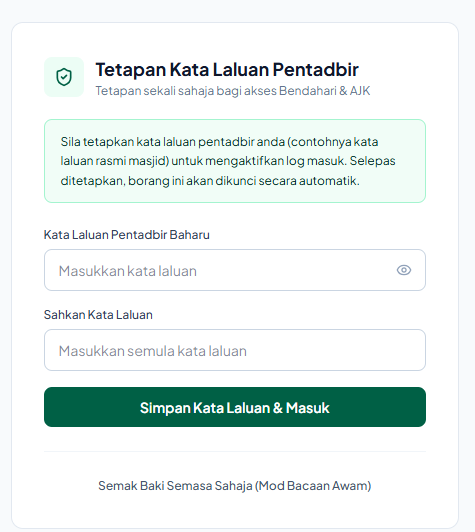 Tetapan Kata Laluan Pentadbir
Tetapan sekali sahaja bagi akses Bendahari & AJK
Sila tetapkan kata laluan pentadbir anda (contohnya kata
laluan rasmi masjid) untuk mengaktifkan log masuk. Selepas
ditetapkan, borang ini akan dikunci secara automatik.
Kata Laluan Pentadbir Baharu
Masukkan kata laluan
Sahkan Kata Laluan
Masukkan semula kata laluan
Simpan Kata Laluan & Masuk
Semak Baki Semasa Sahaja (Mod Bacaan Awam)